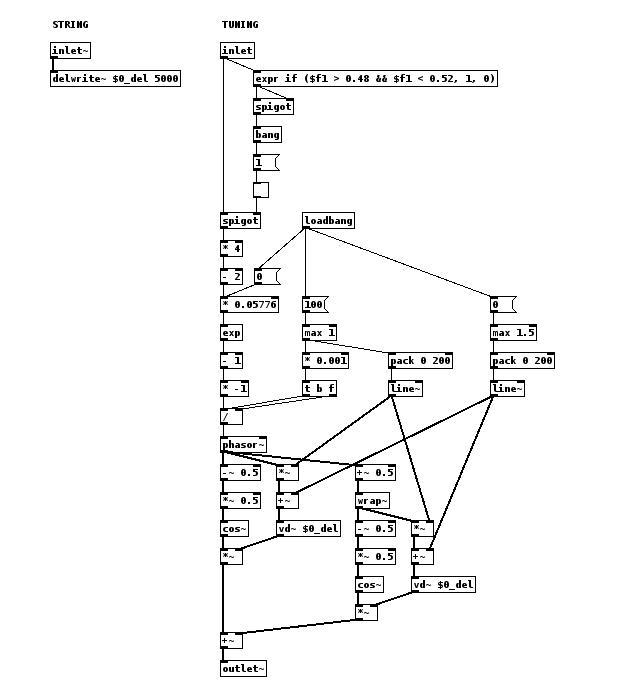 STRING TUNING
inlet~ inlet
delwrite~ $0_del 5000 expr if ($f1 > 0.48 && $f1 < 0.52, 1, 0)
spigot
bang
1
spigot loadbang
* 4
- 2 0
* 0.05776 100 0
exp max 1 max 1.5
- 1 * 0.001 pack 0 200 pack 0 200
* -1 t b f line~ line~
/
phasor~
-~ 0.5 *~ +~ 0.5
*~ 0.5 +~ wrap~
cos~ vd~ $0_del -~ 0.5 *~
*~ *~ 0.5 +~
cos~ vd~ $0_del
*~
+~
outlet~